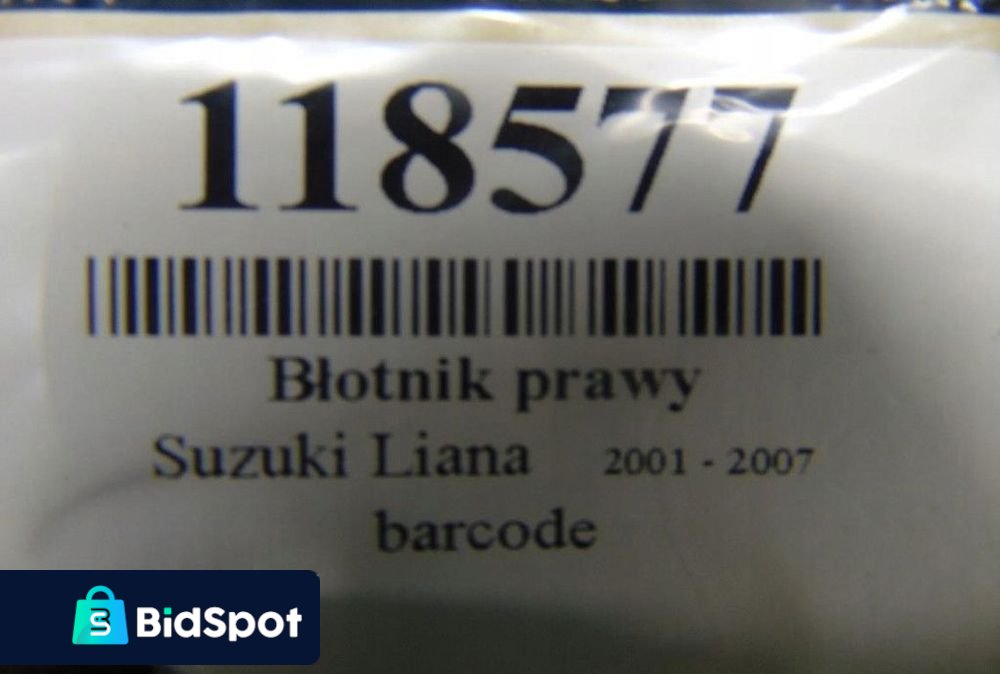 118577
Błotnik prawy
Suzuki Liana 2001 - 2007
barcode
BidSpot